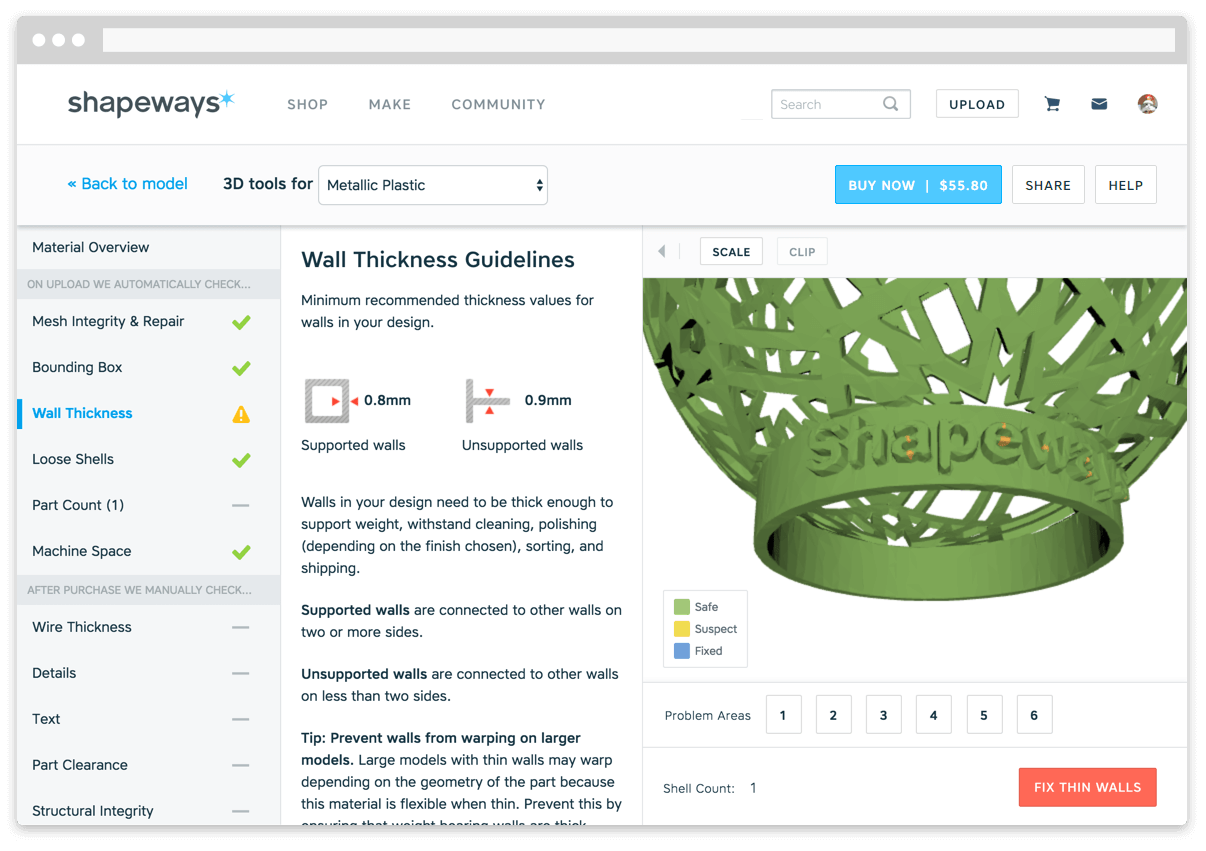 shapeways
SHOP
MAKE
COMMUNITY
Search
UPLOAD
« Back to model
3D tools for
Metallic Plastic
BUY NOW | $55.80
SHARE
HELP
Material Overview
ON UPLOAD WE AUTOMATICALLY CHECK...
Mesh Integrity & Repair
Bounding Box
Wall Thickness
Loose Shells
Part Count (1)
Machine Space
AFTER PURCHASE WE MANUALLY CHECK...
Wire Thickness
Details
Text
Part Clearance
Structural Integrity
Wall Thickness Guidelines
Minimum recommended thickness values for
walls in your design.
0.8mm
0.9mm
Supported walls
Unsupported walls
Walls in your design need to be thick enough to
support weight, withstand cleaning, polishing
(depending on the finish chosen), sorting, and
shipping.
Supported walls are connected to other walls on
two or more sides.
Unsupported walls are connected to other walls
on less than two sides.
Tip: Prevent walls from warping on larger
models. Large models with thin walls may warp
depending on the geometry of the part because
this material is flexible when thin. Prevent this by
ensuring that weight bearing walls are thick
SCALE
CLIP
shapeways
Safe
Suspect
Fixed
Problem Areas
1
2
3
4
5
6
Shell Count: 1
FIX THIN WALLS